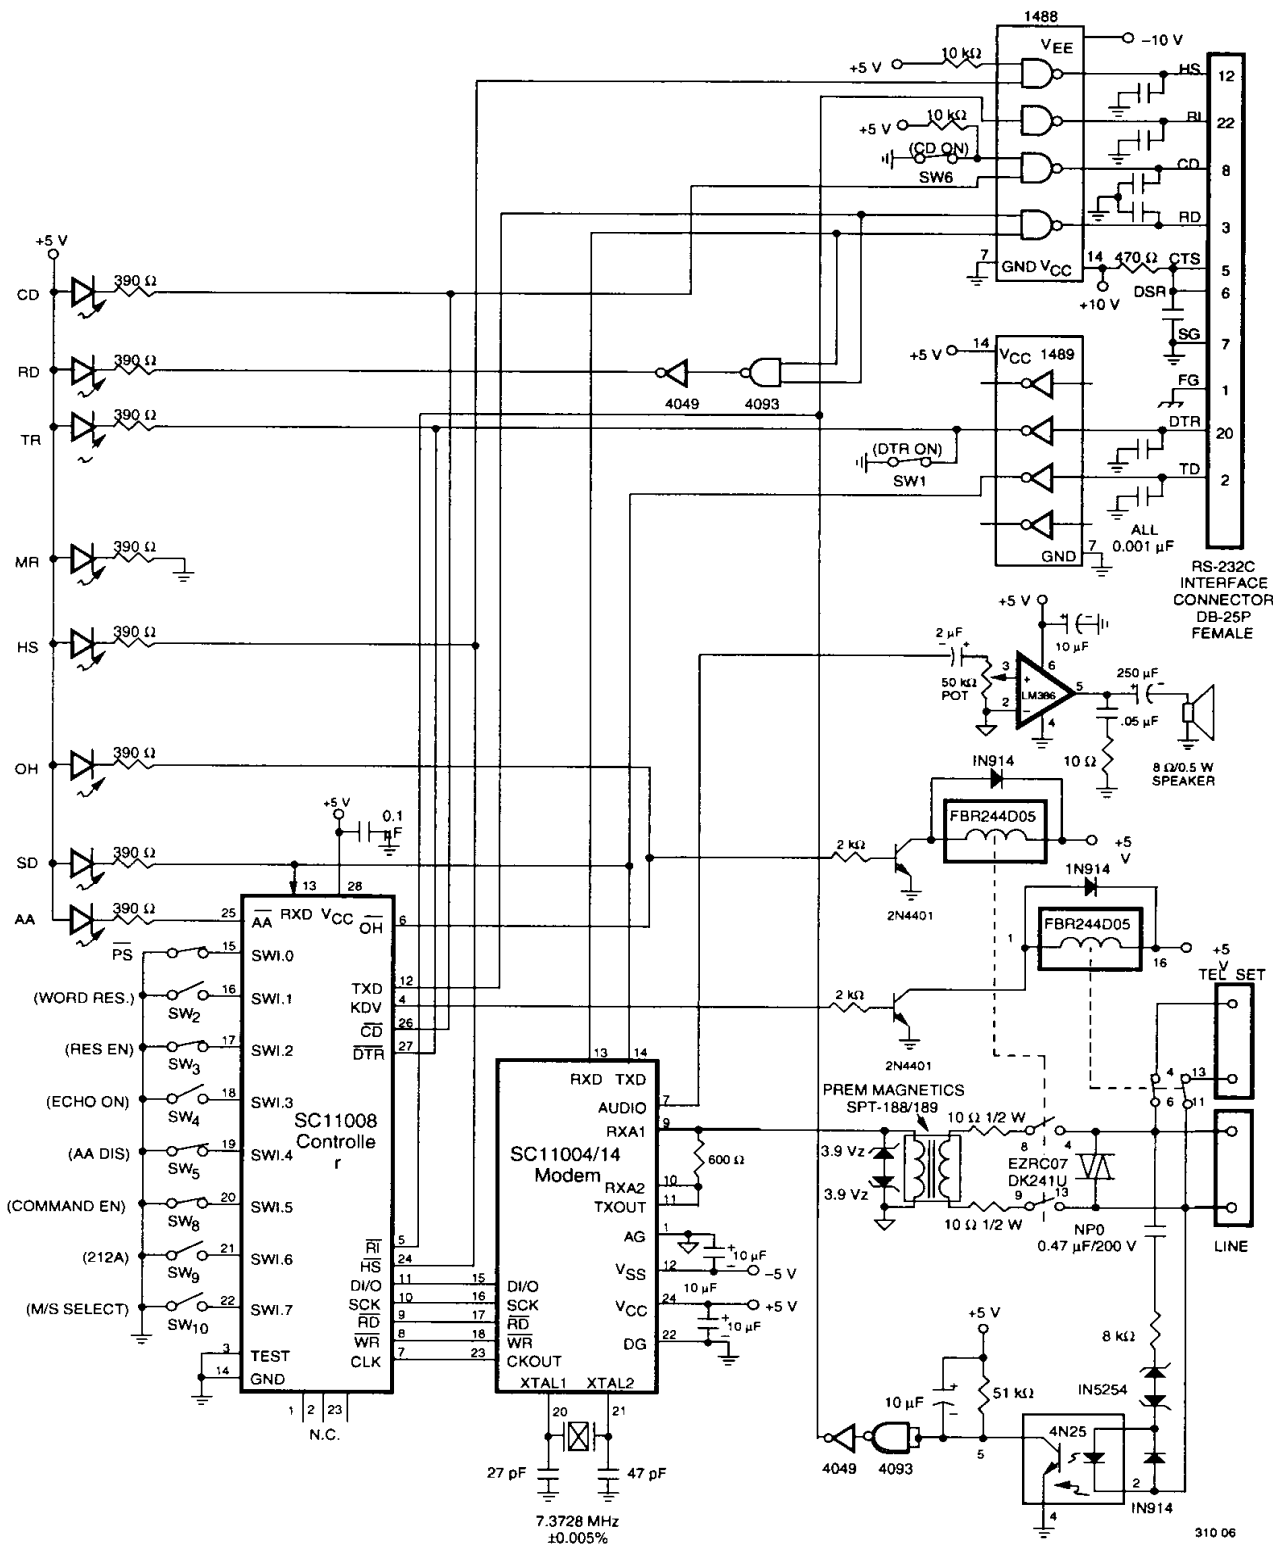 1488
VEE
-10 V
+5 V
10 kΩ
HS
12
RI
22
+5 V
10 kΩ
(CD ON)
SW6
CD
8
RD
3
7
GND VCC
14
470 Ω
CTS
5
+10 V
DSR
6
SG
7
FG
1
+5 V
14
VCC
1489
DTR
20
(DTR ON)
SW1
TD
2
ALL
0.001 µF
GND
7
RS-232C
INTERFACE
CONNECTOR
DB-25P
FEMALE
+5 V
CD
390 Ω
RD
390 Ω
4049
4093
TR
390 Ω
MR
390 Ω
HS
390 Ω
OH
390 Ω
SD
390 Ω
AA
390 Ω
+5 V
10 µF
2 µF
- +
50 kΩ
POT
3
2
+
-
LM386
6
5
4
250 µF
+ -
.05 µF
10 Ω
8 Ω/0.5 W
SPEAKER
IN914
FBR244D05
+5
V
2 kΩ
2N4401
1N914
FBR244D05
1
16
+5
V
2 kΩ
2N4401
TEL SET
+5 V
0.1
µF
13
28
25
AA
RXD
VCC
OH
6
PS
15
SWI.0
(WORD RES.)
SW2
16
SWI.1
(RES EN)
SW3
17
SWI.2
(ECHO ON)
SW4
18
SWI.3
(AA DIS)
SW5
19
SWI.4
(COMMAND EN)
SW8
20
SWI.5
(212A)
SW9
21
SWI.6
(M/S SELECT)
SW10
22
SWI.7
3
TEST
14
GND
1
2
23
N.C.
TXD
12
KDV
4
CD
26
DTR
27
SC11008
Controlle
r
RI
5
HS
24
DI/O
11
15
DI/O
SCK
10
16
SCK
RD
9
17
RD
WR
8
18
WR
CLK
7
23
CKOUT
13
14
RXD
TXD
AUDIO
7
RXA1
9
SC11004/14
Modem
600 Ω
RXA2
10
TXOUT
11
AG
1
+
10 µF
-
VSS
12
-5 V
10 µF
VCC
24
+5 V
+
10 µF
-
DG
22
XTAL1
XTAL2
20
21
27 pF
47 pF
7.3728 MHz
±0.005%
PREM MAGNETICS
SPT-188/189
3.9 Vz
3.9 Vz
10 Ω 1/2 W
10 Ω 1/2 W
8
4
9
13
EZRC07
DK241U
4
6
13
11
NP0
0.47 µF/200 V
LINE
8 kΩ
IN5254
+5 V
10 µF
+
-
51 kΩ
4049
4093
5
4N25
2
4
IN914
310 06